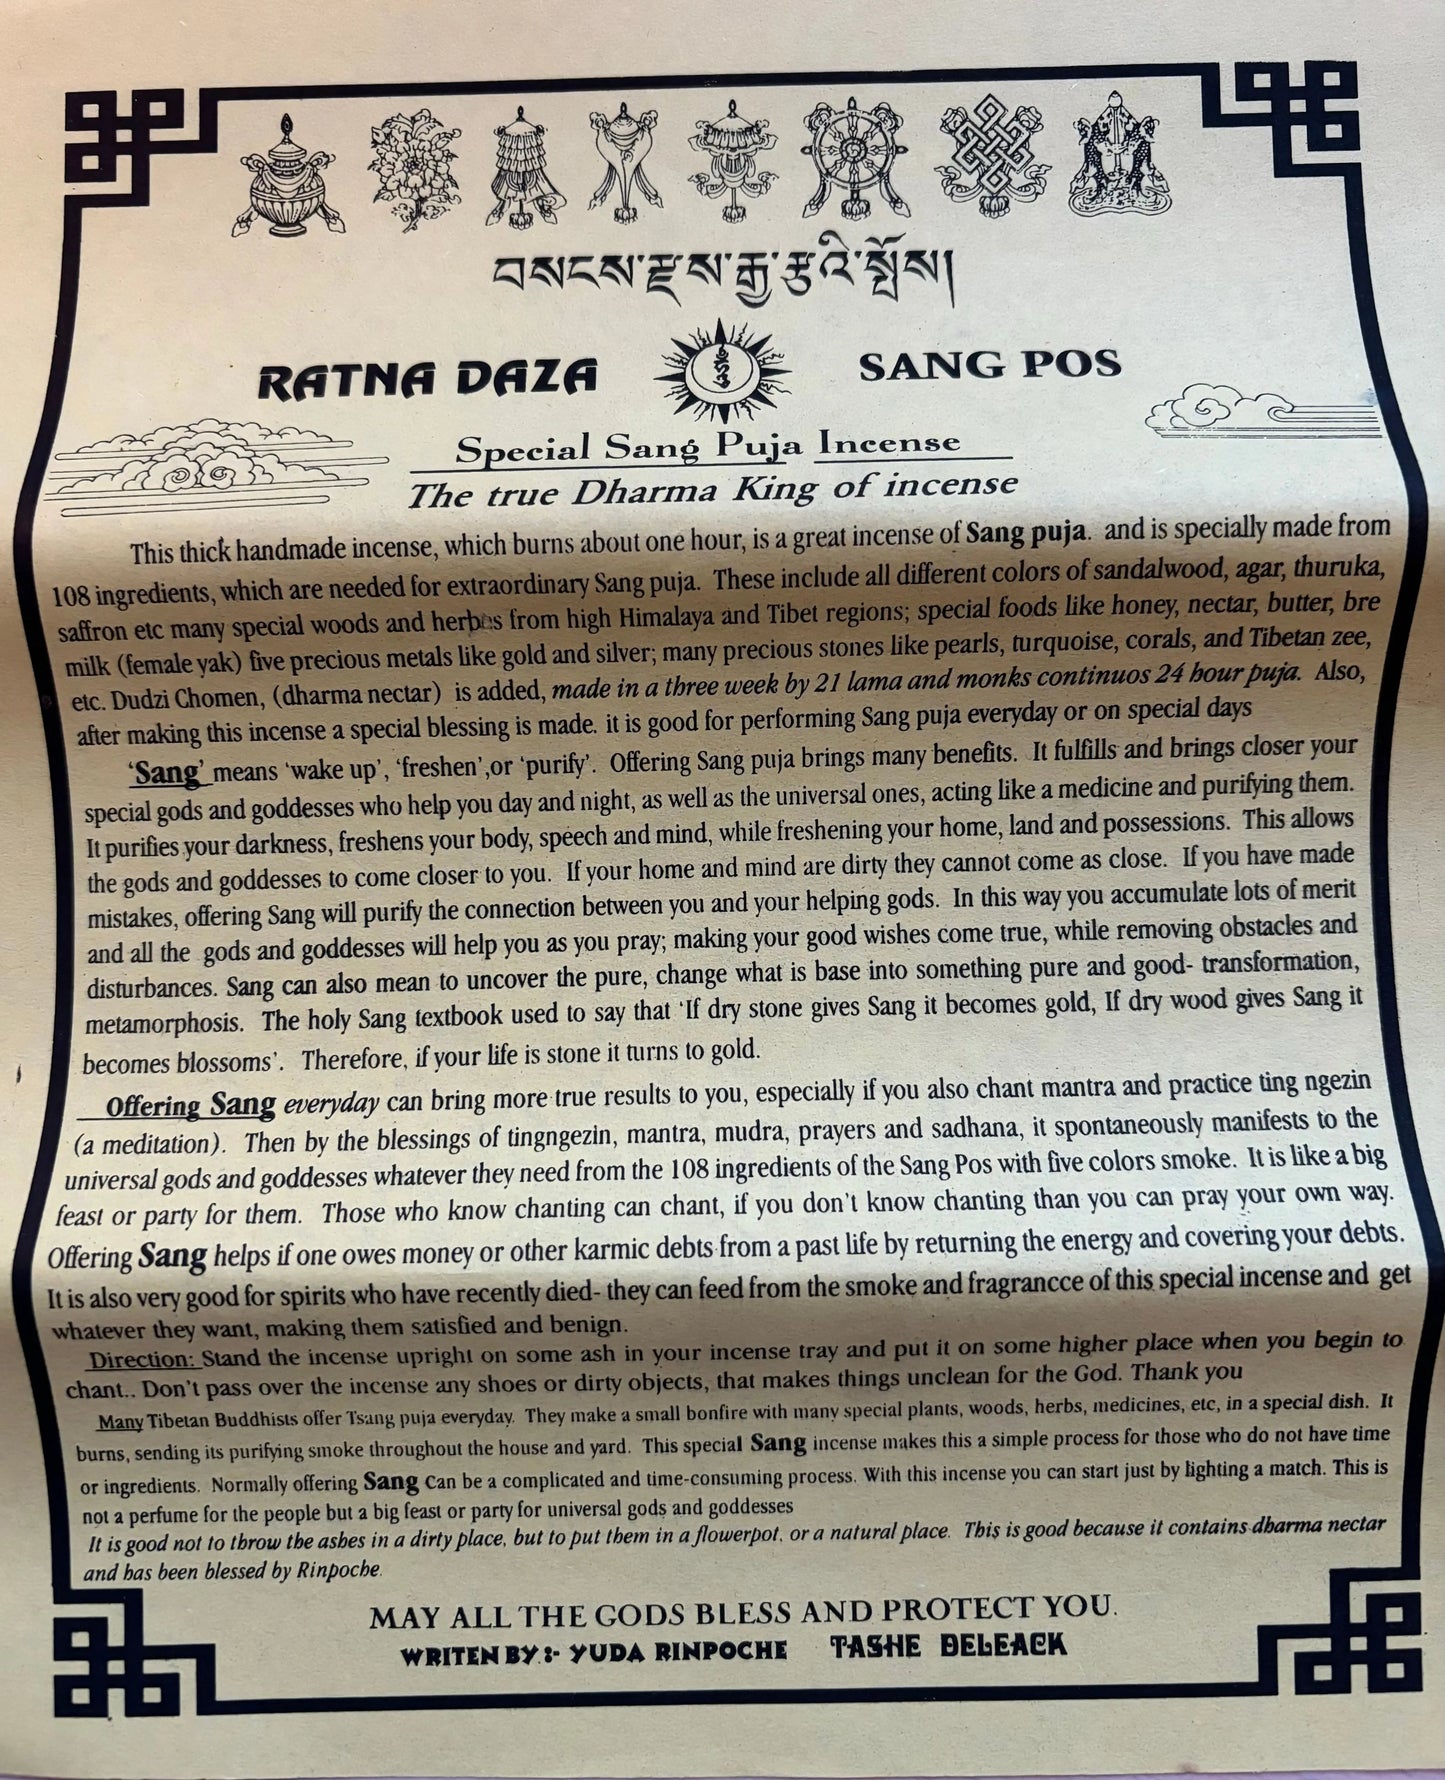 བསངས་རྫས་རྒྱ་རྩྭའི་སྤོས།
RATNA DAZA SANG POS
Special Sang Puja Incense
The true Dharma King of incense
This thick handmade incense, which burns about one hour, is a great incense of Sang puja. and is specially made from
108 ingredients, which are needed for extraordinary Sang puja. These include all different colors of sandalwood, agar, thuruka,
saffron etc many special woods and herbes from high Himalaya and Tibet regions; special foods like honey, nectar, butter, bre
milk (female yak) five precious metals like gold and silver; many precious stones like pearls, turquoise, corals, and Tibetan zee,
etc. Dudzi Chomen, (dharma nectar) is added, made in a three week by 21 lama and monks continuos 24 hour puja. Also,
after making this incense a special blessing is made. it is good for performing Sang puja everyday or on special days
‘Sang’ means ‘wake up’, ‘freshen’,or ‘purify’. Offering Sang puja brings many benefits. It fulfills and brings closer your
special gods and goddesses who help you day and night, as well as the universal ones, acting like a medicine and purifying them.
It purifies your darkness, freshens your body, speech and mind, while freshening your home, land and possessions. This allows
the gods and goddesses to come closer to you. If your home and mind are dirty they cannot come as close. If you have made
mistakes, offering Sang will purify the connection between you and your helping gods. In this way you accumulate lots of merit
and all the gods and goddesses will help you as you pray; making your good wishes come true, while removing obstacles and
disturbances. Sang can also mean to uncover the pure, change what is base into something pure and good- transformation,
metamorphosis. The holy Sang textbook used to say that ‘If dry stone gives Sang it becomes gold, If dry wood gives Sang it
becomes blossoms’. Therefore, if your life is stone it turns to gold.
Offering Sang everyday can bring more true results to you, especially if you also chant mantra and practice ting ngezin
(a meditation). Then by the blessings of tingngezin, mantra, mudra, prayers and sadhana, it spontaneously manifests to the
universal gods and goddesses whatever they need from the 108 ingredients of the Sang Pos with five colors smoke. It is like a big
feast or party for them. Those who know chanting can chant, if you don’t know chanting than you can pray your own way.
Offering Sang helps if one owes money or other karmic debts from a past life by returning the energy and covering your debts.
It is also very good for spirits who have recently died- they can feed from the smoke and fragrancce of this special incense and get
whatever they want, making them satisfied and benign.
Direction: Stand the incense upright on some ash in your incense tray and put it on some higher place when you begin to
chant.. Don’t pass over the incense any shoes or dirty objects, that makes things unclean for the God. Thank you
Many Tibetan Buddhists offer Tsang puja everyday. They make a small bonfire with many special plants, woods, herbs, medicines, etc, in a special dish. It
burns, sending its purifying smoke throughout the house and yard. This special Sang incense makes this a simple process for those who do not have time
or ingredients. Normally offering Sang Can be a complicated and time-consuming process. With this incense you can start just by lighting a match. This is
not a perfume for the people but a big feast or party for universal gods and goddesses
It is good not to throw the ashes in a dirty place, but to put them in a flowerpot, or a natural place. This is good because it contains dharma nectar
and has been blessed by Rinpoche.
MAY ALL THE GODS BLESS AND PROTECT YOU.
WRITEN BY :- YUDA RINPOCHE TASHE DELEACK